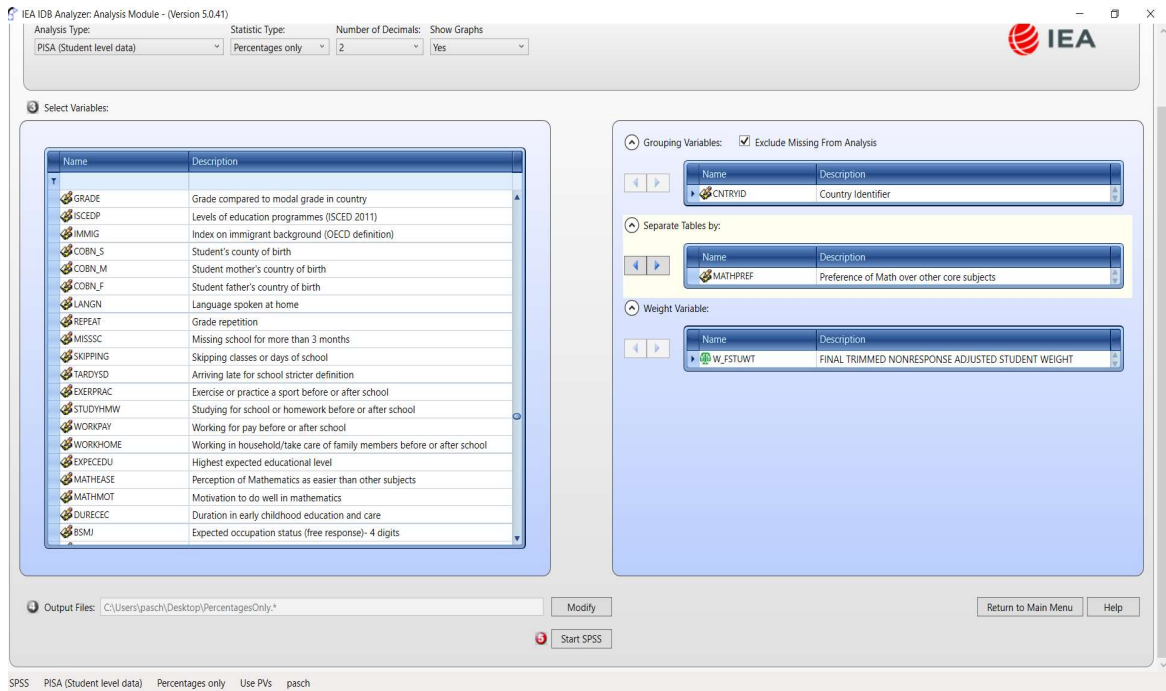 IEA IDB Analyzer: Analysis Module - (Version 5.0.41)
Analysis Type: Statistic Type: Number of Decimals: Show Graphs
PISA (Student level data) Percentages only 2 Yes
IEA
3 Select Variables:
Name Description
GRADE Grade compared to modal grade in country
ISCEDP Levels of education programmes (ISCED 2011)
IMMIG Index on immigrant background (OECD definition)
COBN_S Student's county of birth
COBN_M Student mother's country of birth
COBN_F Student father's country of birth
LANGN Language spoken at home
REPEAT Grade repetition
MISSSC Missing school for more than 3 months
SKIPPING Skipping classes or days of school
TARDYSD Arriving late for school stricter definition
EXERPRAC Exercise or practice a sport before or after school
STUDYHMW Studying for school or homework before or after school
WORKPAY Working for pay before or after school
WORKHOME Working in household/take care of family members before or after school
EXPECEDU Highest expected educational level
MATHEASE Perception of Mathematics as easier than other subjects
MATHMOT Motivation to do well in mathematics
DURECEC Duration in early childhood education and care
BSMJ Expected occupation status (free response)- 4 digits
Grouping Variables: Exclude Missing From Analysis
Name Description
CNTRYID Country Identifier
Separate Tables by:
Name Description
MATHPREF Preference of Math over other core subjects
Weight Variable:
Name Description
W_FSTUWT FINAL TRIMMED NONRESPONSE ADJUSTED STUDENT WEIGHT
4 Output Files: C:\Users\pasch\Desktop\PercentagesOnly.* Modify Return to Main Menu Help
5 Start SPSS
SPSS PISA (Student level data) Percentages only Use PVs pasch